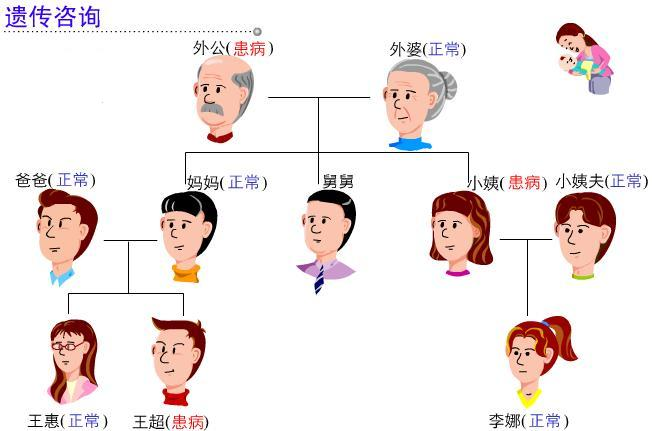 遗传咨询
外公(患病)
外婆(正常)
爸爸(正常)
妈妈(正常)
舅舅
小姨(患病)
小姨夫(正常)
王惠(正常)
王超(患病)
李娜(正常)